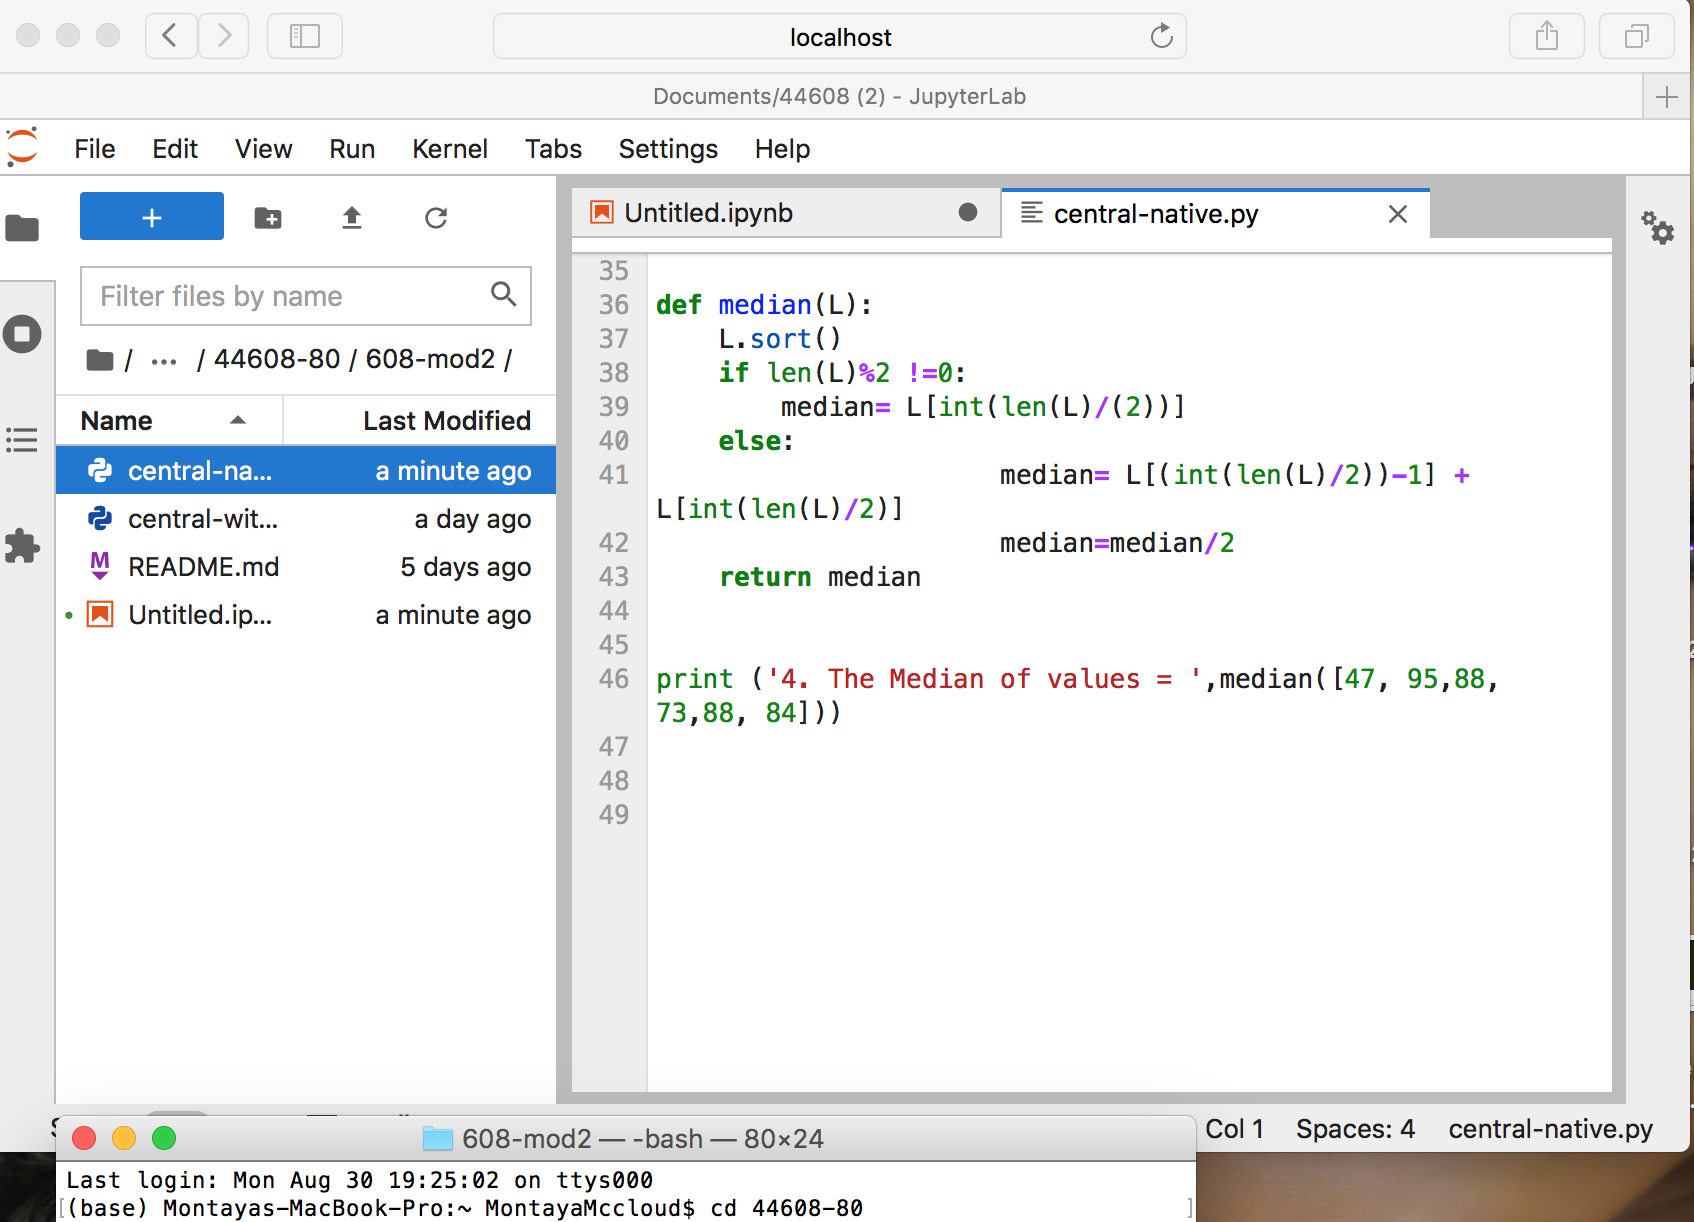 localhost
Documents/44608 (2) - JupyterLab
File Edit View Run Kernel Tabs Settings Help
Filter files by name
/ ... / 44608-80 / 608-mod2 /
Name Last Modified
central-na... a minute ago
central-wit... a day ago
README.md 5 days ago
Untitled.ip... a minute ago
Untitled.ipynb central-native.py
35
36 def median(L):
37     L.sort()
38     if len(L)%2 !=0:
39         median= L[int(len(L)/(2))]
40     else:
41                       median= L[(int(len(L)/2))-1] +
L[int(len(L)/2)]
42                       median=median/2
43     return median
44
45
46 print ('4. The Median of values = ',median([47, 95,88,
73,88, 84]))
47
48
49
Col 1 Spaces: 4 central-native.py
608-mod2 — -bash — 80×24
Last login: Mon Aug 30 19:25:02 on ttys000
[(base) Montayas-MacBook-Pro:~ MontayaMccloud$ cd 44608-80 ]